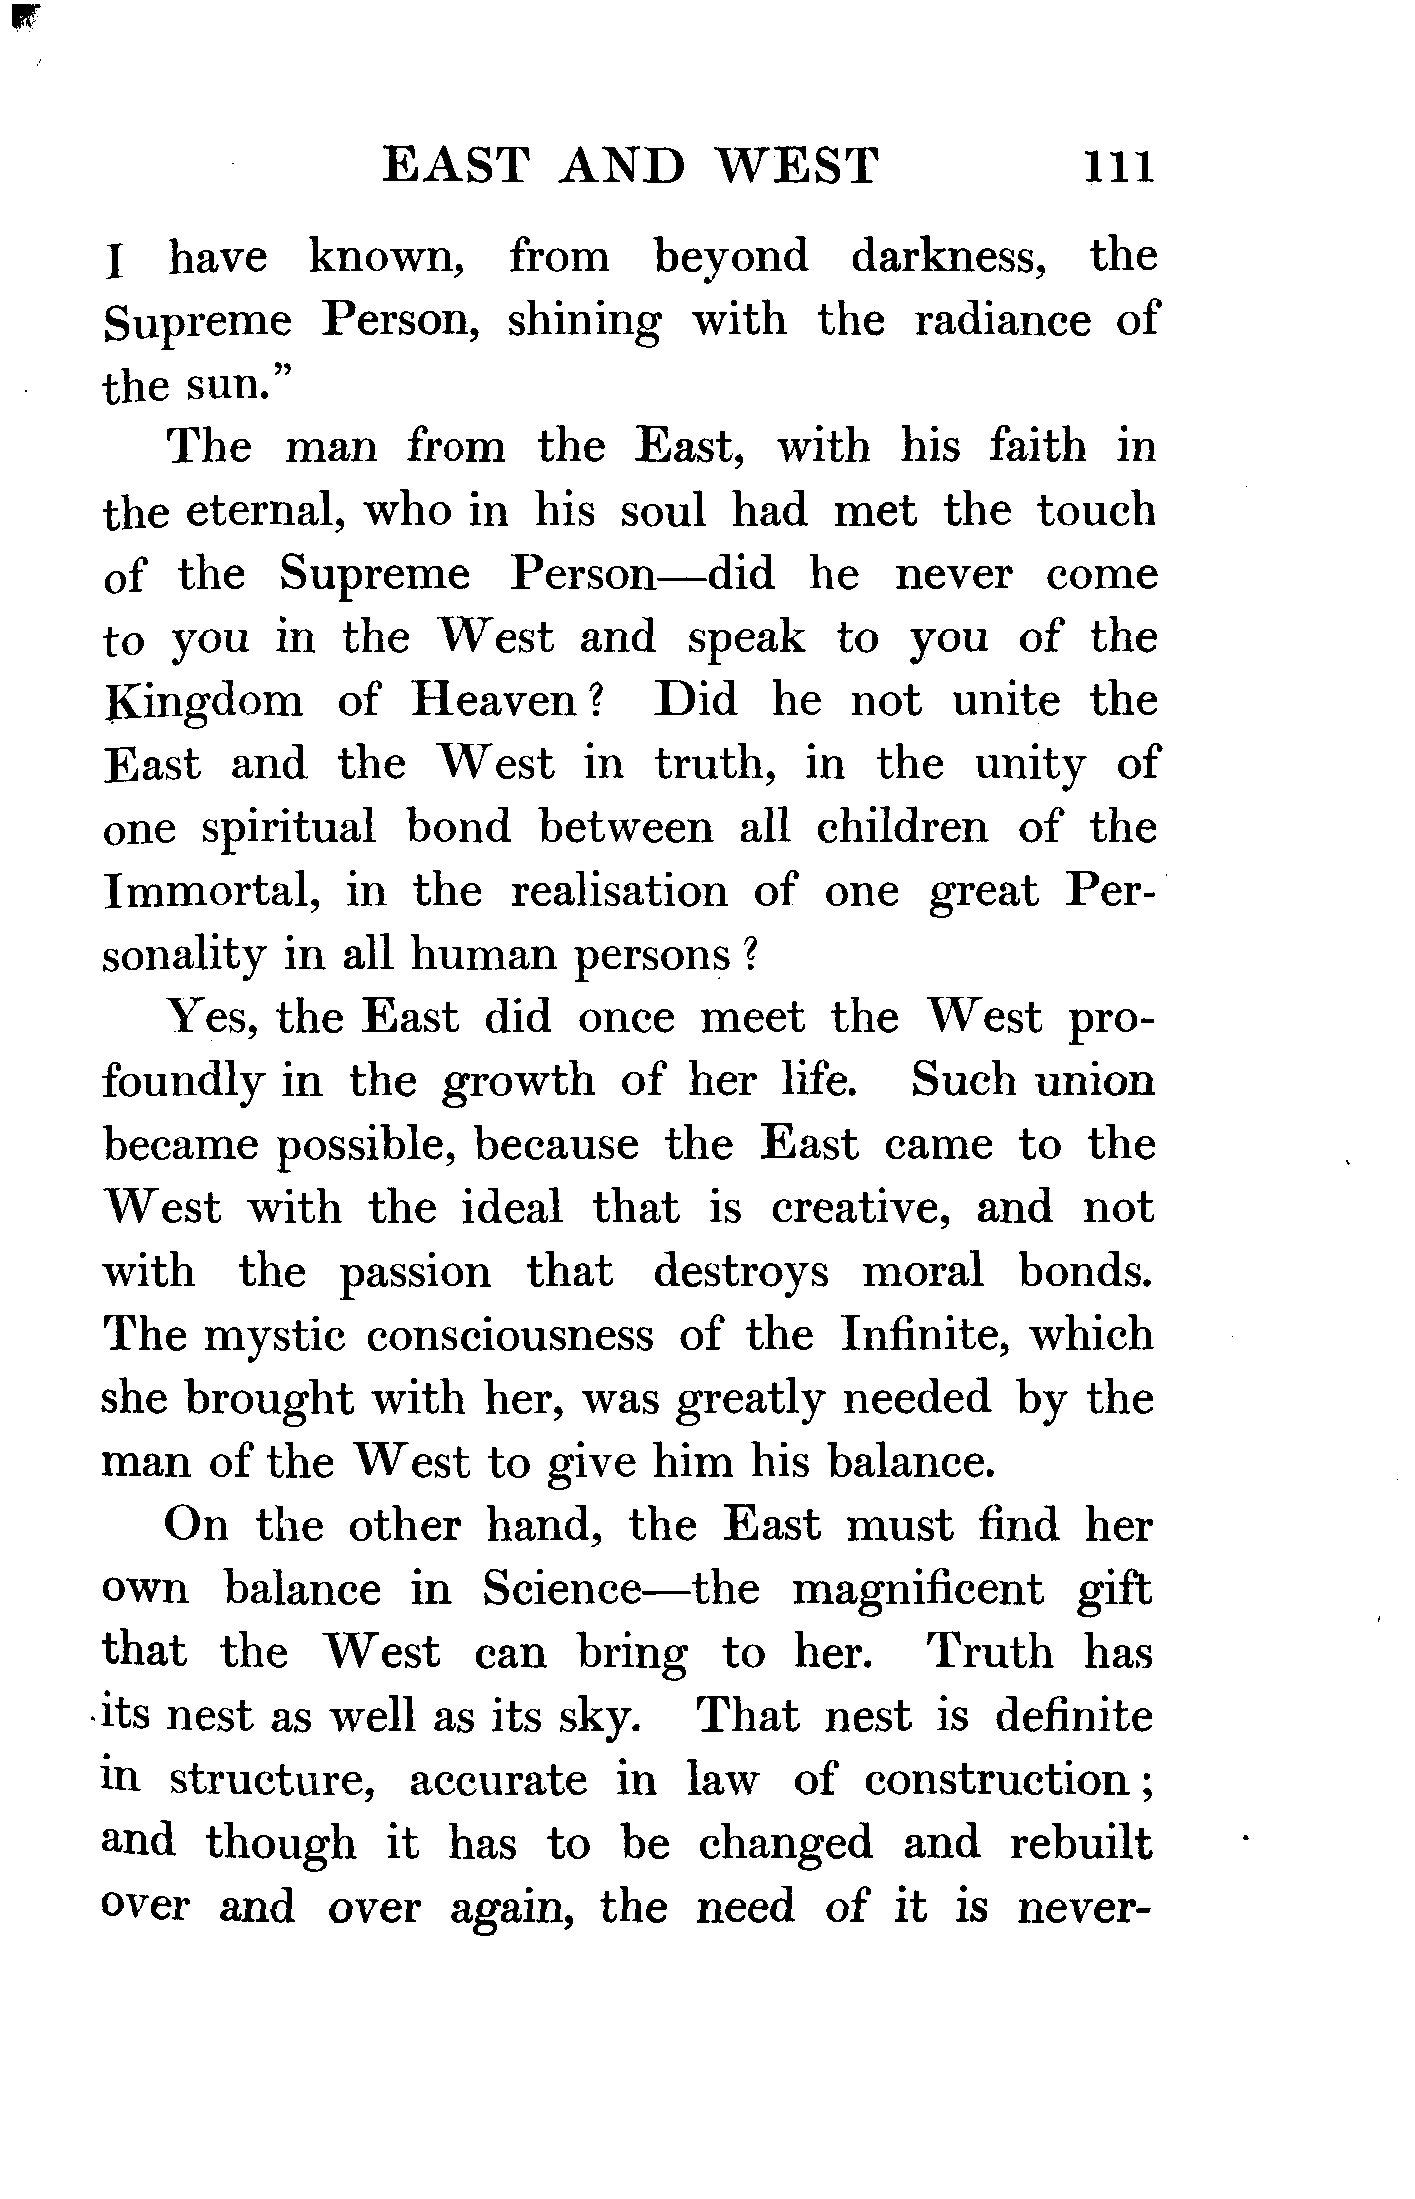 EAST AND WEST 111
I have known, from beyond darkness, the
Supreme Person, shining with the radiance of
the sun.”
The man from the East, with his faith in
the eternal, who in his soul had met the touch
of the Supreme Person—did he never come
to you in the West and speak to you of the
Kingdom of Heaven? Did he not unite the
East and the West in truth, in the unity of
one spiritual bond between all children of the
Immortal, in the realisation of one great Per-
sonality in all human persons?
Yes, the East did once meet the West pro-
foundly in the growth of her life. Such union
became possible, because the East came to the
West with the ideal that is creative, and not
with the passion that destroys moral bonds.
The mystic consciousness of the Infinite, which
she brought with her, was greatly needed by the
man of the West to give him his balance.
On the other hand, the East must find her
own balance in Science—the magnificent gift
that the West can bring to her. Truth has
its nest as well as its sky. That nest is definite
in structure, accurate in law of construction;
and though it has to be changed and rebuilt
over and over again, the need of it is never-